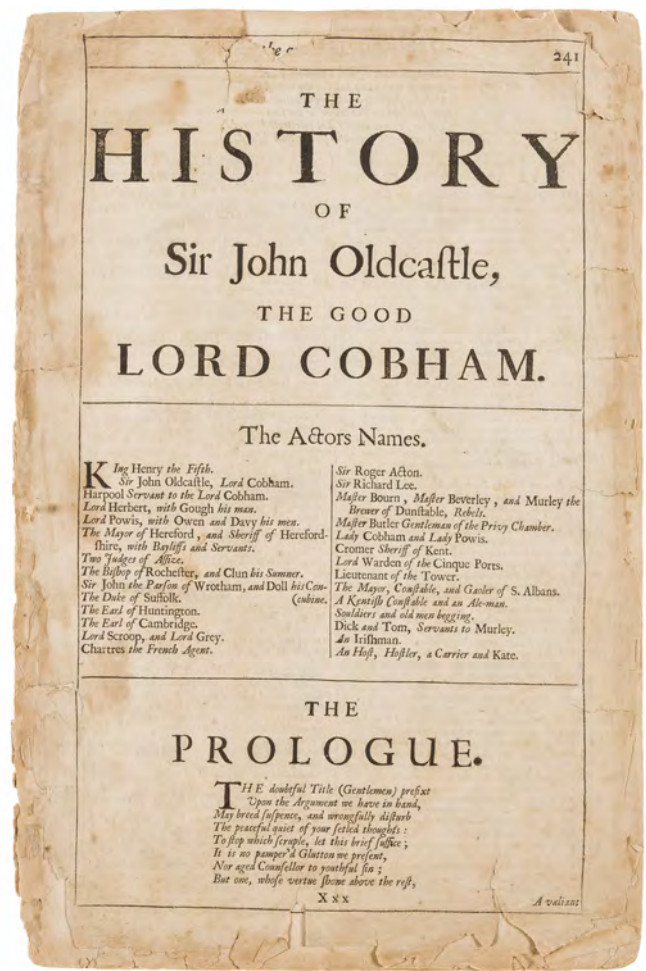 241
THE
HISTORY
OF
Sir John Oldcaſtle,
THE GOOD
LORD COBHAM.
The Actors Names.
King Henry the Fifth.
Sir John Oldcaſtle, Lord Cobham.
Harpool Servant to the Lord Cobham.
Lord Herbert, with Gough his man.
Lord Powis, with Owen and Davy his men.
The Mayor of Hereford, and Sheriff of Hereford-
ſhire, with Bayliffs and Servants.
Two Judges of Aſſize.
The Biſhop of Rocheſter, and Clun his Sumner.
Sir John the Parſon of Wrotham, and Doll his Con-
The Duke of Suffolk. (cubine.
The Earl of Huntington.
The Earl of Cambridge.
Lord Scroop, and Lord Grey.
Chartres the French Agent.
Sir Roger Acton.
Sir Richard Lee.
Maſter Bourn, Maſter Beverley, and Murley the
Brewer of Dunſtable, Rebels.
Maſter Butler Gentleman of the Privy Chamber.
Lady Cobham and Lady Powis.
Cromer Sheriff of Kent.
Lord Warden of the Cinque Ports.
Lieutenant of the Tower.
The Mayor, Conſtable, and Gaoler of S. Albans.
A Kentiſh Conſtable and an Ale-man.
Souldiers and old men begging.
Dick and Tom, Servants to Murley.
An Iriſhman.
An Hoſt, Hoſtler, a Carrier and Kate.
THE
PROLOGUE.
THE doubtful Title (Gentlemen) prefixt
Upon the Argument we have in hand,
May breed ſuſpence, and wrongfully diſturb
The peaceful quiet of your ſetled thoughts:
To ſtop which ſcruple, let this brief ſuffice;
It is no pamper'd Glutton we preſent,
Nor aged Counſellor to youthful ſin;
But one, whoſe vertue ſhone above the reſt,
Xxx
A valiant